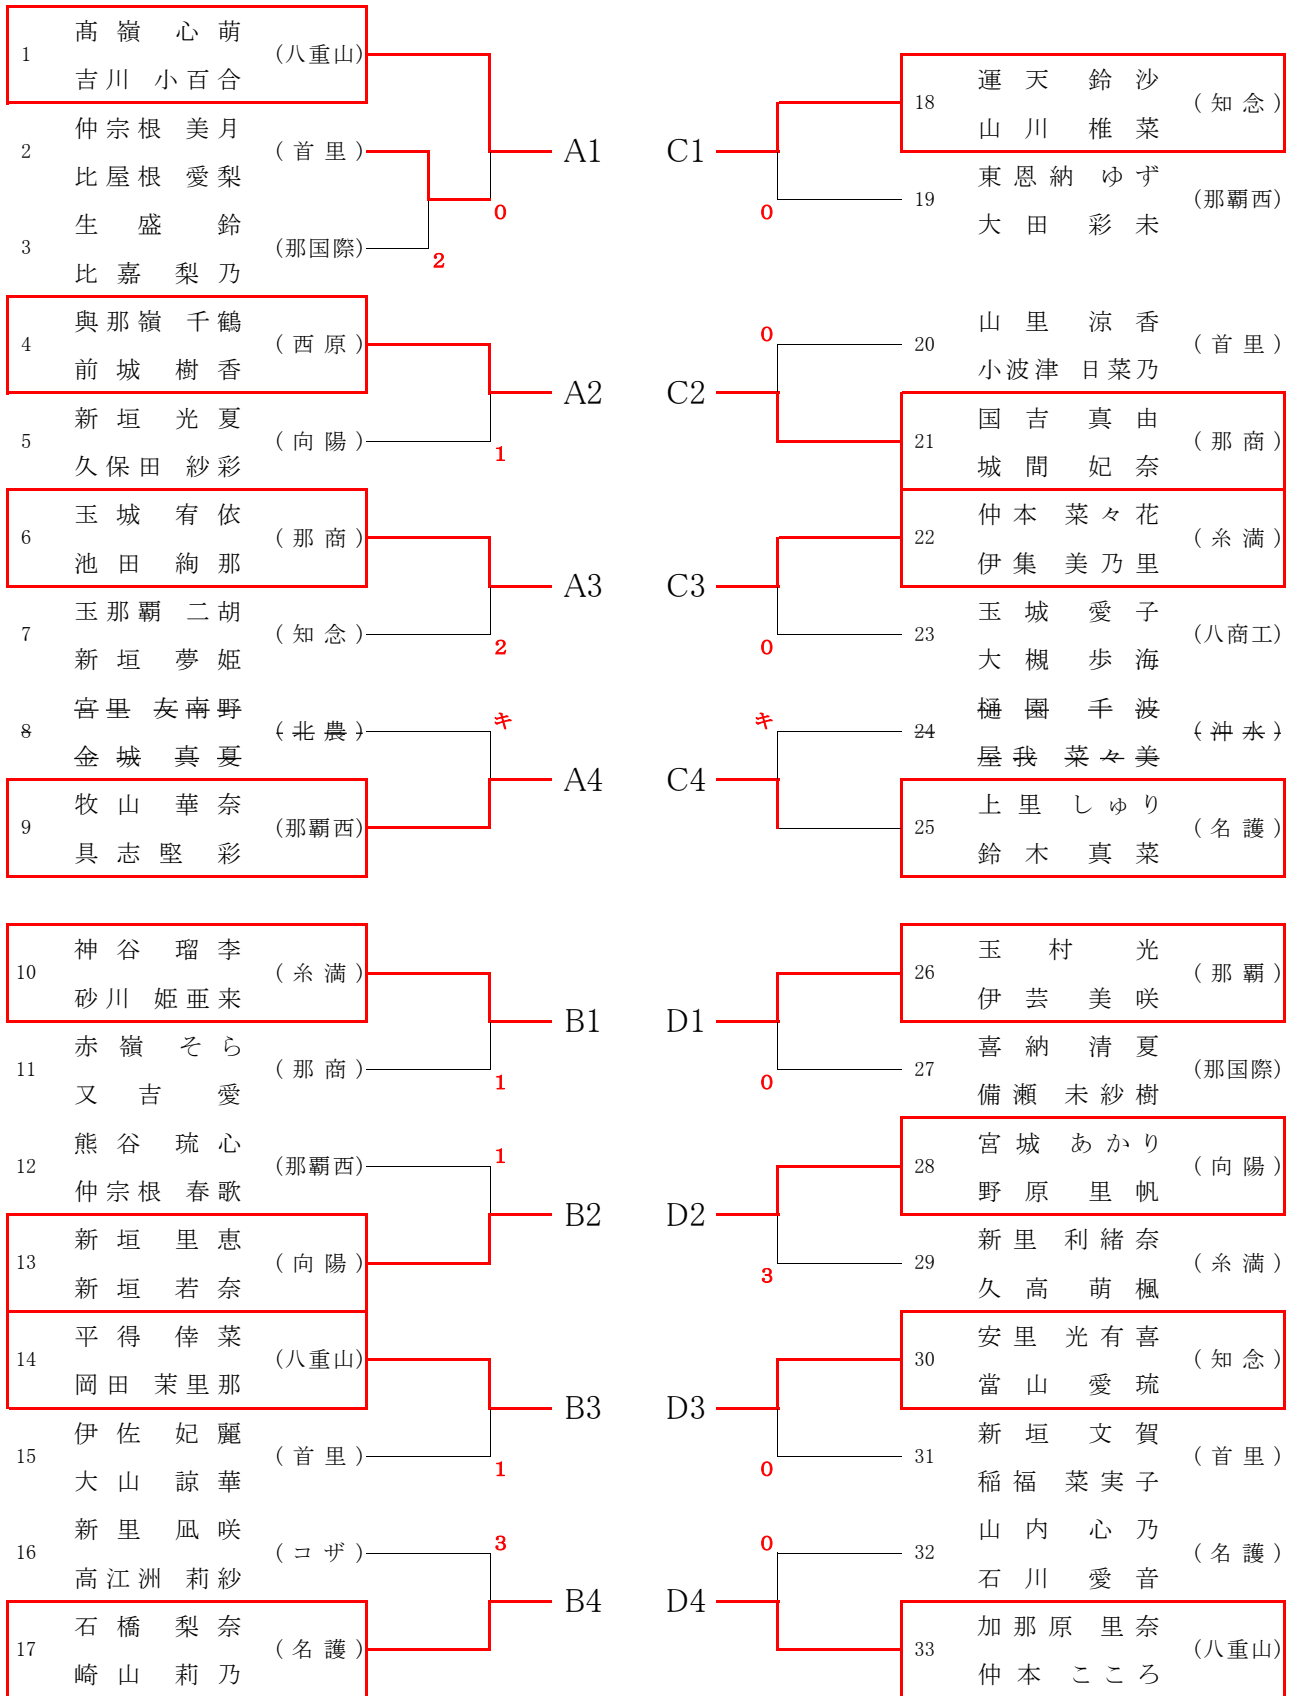 髙嶺 心萌
1 (八重山)
吉川 小百合
仲宗根 美月
2 (首里)
比屋根 愛梨
0
生盛 鈴
3 (那国際)
2
比嘉 梨乃
A1
與那嶺 千鶴
4 (西原)
前城 樹香
A2
新垣 光夏
5 (向陽)
1
久保田 紗彩
玉城 宥依
6 (那商)
池田 絢那
A3
玉那覇 二胡
7 (知念)
2
新垣 夢姫
宮里 友南野
8 (北農)
キ
金城 真夏
A4
牧山 華奈
9 (那覇西)
具志堅 彩
神谷 瑠李
10 (糸満)
砂川 姫亜来
B1
赤嶺 そら
11 (那商)
1
又吉 愛
熊谷 琉心
12 (那覇西)
1
仲宗根 春歌
B2
新垣 里恵
13 (向陽)
新垣 若奈
平得 倖菜
14 (八重山)
岡田 茉里那
B3
伊佐 妃麗
15 (首里)
1
大山 諒華
新里 凪咲
16 (コザ)
3
高江洲 莉紗
B4
石橋 梨奈
17 (名護)
崎山 莉乃
運天 鈴沙
18 (知念)
山川 椎菜
C1
東恩納 ゆず
19 (那覇西)
0
大田 彩未
山里 涼香
0
20 (首里)
小波津 日菜乃
C2
国吉 真由
21 (那商)
城間 妃奈
仲本 菜々花
22 (糸満)
伊集 美乃里
C3
玉城 愛子
23 (八商工)
0
大槻 歩海
樋園 千波
キ
24 (沖水)
屋我 菜々美
C4
上里 しゅり
25 (名護)
鈴木 真菜
玉村 光
26 (那覇)
伊芸 美咲
D1
喜納 清夏
27 (那国際)
0
備瀬 未紗樹
宮城 あかり
28 (向陽)
野原 里帆
D2
新里 利緒奈
29 (糸満)
3
久高 萌楓
安里 光有喜
30 (知念)
當山 愛琉
D3
新垣 文賀
31 (首里)
0
稲福 菜実子
山内 心乃
0
32 (名護)
石川 愛音
D4
加那原 里奈
33 (八重山)
仲本 こころ